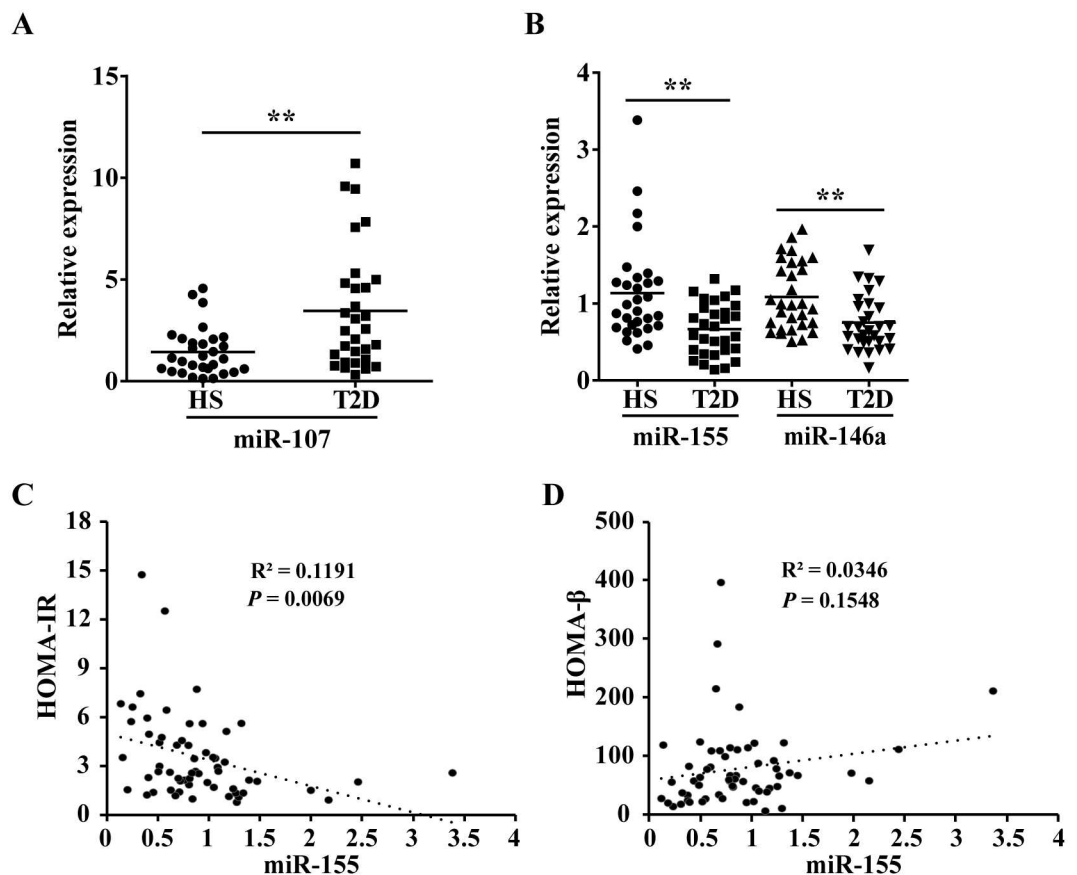 A
Relative expression
15
10
5
0
**
HS
T2D
miR-107
B
Relative expression
4
3
2
1
0
**
**
HS
T2D
HS
T2D
miR-155
miR-146a
C
HOMA-IR
18
15
12
9
6
3
0
R² = 0.1191
P = 0.0069
0 0.5 1 1.5 2 2.5 3 3.5 4
miR-155
D
HOMA-β
500
400
300
200
100
0
R² = 0.0346
P = 0.1548
0 0.5 1 1.5 2 2.5 3 3.5 4
miR-155